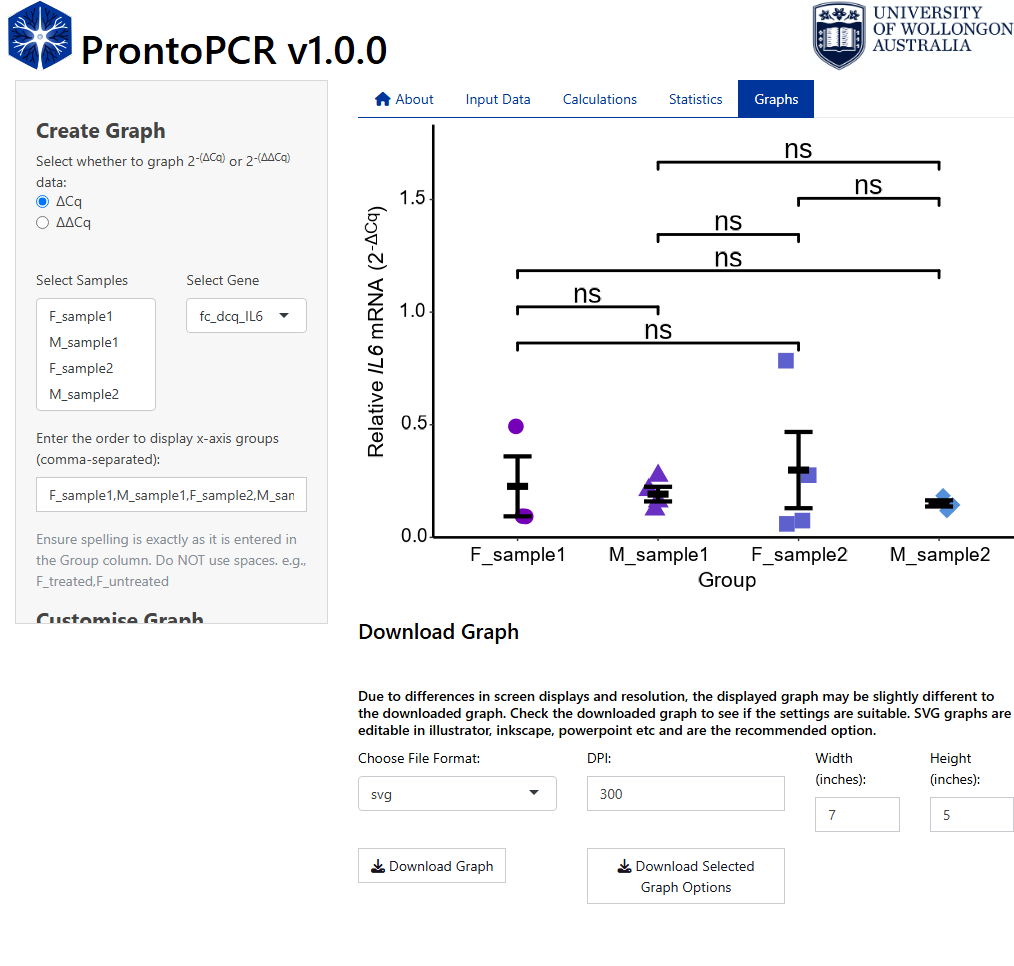 ProntoPCR v1.0.0
UNIVERSITY
OF WOLLONGONG
AUSTRALIA
About
Input Data
Calculations
Statistics
Graphs
Create Graph
Select whether to graph 2-(ΔCq) or 2-(ΔΔCq)
data:
ΔCq
ΔΔCq
Select Samples
F_sample1
M_sample1
F_sample2
M_sample2
Select Gene
fc_dcq_IL6
Enter the order to display x-axis groups
(comma-separated):
F_sample1,M_sample1,F_sample2,M_sam
Ensure spelling is exactly as it is entered in
the Group column. Do NOT use spaces. e.g.,
F_treated,F_untreated
Customise Graph
Relative IL6 mRNA (2-ΔCq)
1.5
1.0
0.5
0.0
ns
ns
ns
ns
ns
ns
F_sample1
M_sample1
F_sample2
M_sample2
Group
Download Graph
Due to differences in screen displays and resolution, the displayed graph may be slightly different to
the downloaded graph. Check the downloaded graph to see if the settings are suitable. SVG graphs are
editable in illustrator, inkscape, powerpoint etc and are the recommended option.
Choose File Format:
svg
DPI:
300
Width
(inches):
7
Height
(inches):
5
Download Graph
Download Selected
Graph Options